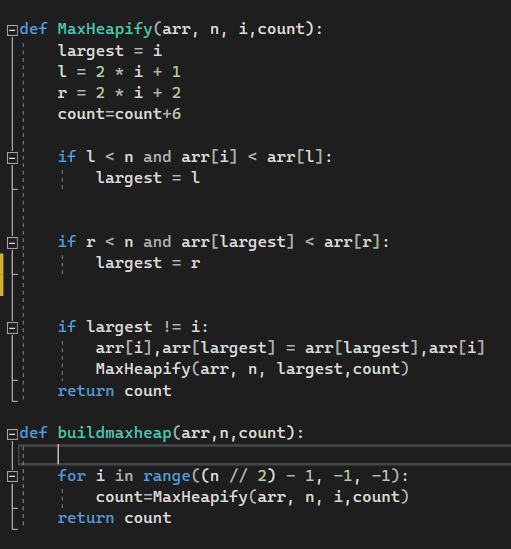 def MaxHeapify(arr, n, i,count):
    largest = i
    l = 2 * i + 1
    r = 2 * i + 2
    count=count+6
    if l < n and arr[i] < arr[l]:
        largest = l
    if r < n and arr[largest] < arr[r]:
        largest = r
    if largest != i:
        arr[i],arr[largest] = arr[largest],arr[i]
        MaxHeapify(arr, n, largest,count)
    return count
def buildmaxheap(arr,n,count):
    for i in range((n // 2) - 1, -1, -1):
        count=MaxHeapify(arr, n, i,count)
    return count